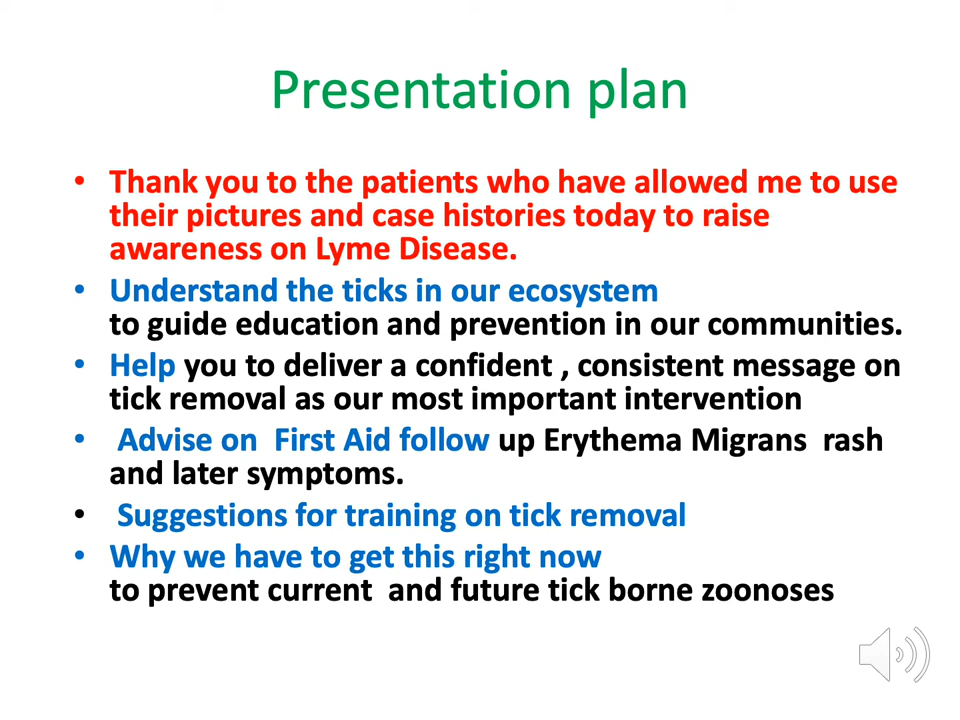 Presentation plan
• Thank you to the patients who have allowed me to use
their pictures and case histories today to raise
awareness on Lyme Disease.
• Understand the ticks in our ecosystem
to guide education and prevention in our communities.
• Help you to deliver a confident , consistent message on
tick removal as our most important intervention
• Advise on  First Aid follow up Erythema Migrans  rash
and later symptoms.
• Suggestions for training on tick removal
• Why we have to get this right now
to prevent current  and future tick borne zoonoses